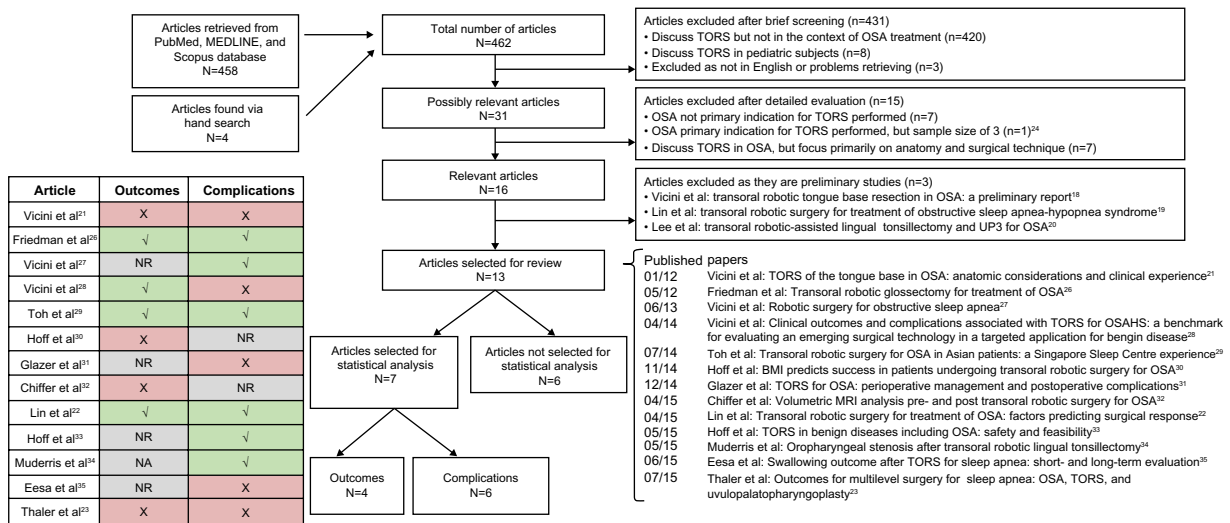 Articles retrieved from
PubMed, MEDLINE, and
Scopus database
N=458
Articles found via
hand search
N=4
Total number of articles
N=462
Articles excluded after brief screening (n=431)
• Discuss TORS but not in the context of OSA treatment (n=420)
• Discuss TORS in pediatric subjects (n=8)
• Excluded as not in English or problems retrieving (n=3)
Possibly relevant articles
N=31
Articles excluded after detailed evaluation (n=15)
• OSA not primary indication for TORS performed (n=7)
• OSA primary indication for TORS performed, but sample size of 3 (n=1)24
• Discuss TORS in OSA, but focus primarily on anatomy and surgical technique (n=7)
Relevant articles
N=16
Articles excluded as they are preliminary studies (n=3)
• Vicini et al: transoral robotic tongue base resection in OSA: a preliminary report18
• Lin et al: transoral robotic surgery for treatment of obstructive sleep apnea-hypopnea syndrome19
• Lee et al: transoral robotic-assisted lingual tonsillectomy and UP3 for OSA20
Articles selected for review
N=13
Articles selected for
statistical analysis
N=7
Articles not selected for
statistical analysis
N=6
Outcomes
N=4
Complications
N=6
Article Outcomes Complications
Vicini et al21 X X
Friedman et al26 √ √
Vicini et al27 NR √
Vicini et al28 √ X
Toh et al29 √ √
Hoff et al30 X NR
Glazer et al31 NR X
Chiffer et al32 X NR
Lin et al22 √ √
Hoff et al33 NR √
Muderris et al34 NA √
Eesa et al35 NR X
Thaler et al23 X X
Published papers
01/12 Vicini et al: TORS of the tongue base in OSA: anatomic considerations and clinical experience21
05/12 Friedman et al: Transoral robotic glossectomy for treatment of OSA26
06/13 Vicini et al: Robotic surgery for obstructive sleep apnea27
04/14 Vicini et al: Clinical outcomes and complications associated with TORS for OSAHS: a benchmark
for evaluating an emerging surgical technology in a targeted application for bengin disease28
07/14 Toh et al: Transoral robotic surgery for OSA in Asian patients: a Singapore Sleep Centre experience29
11/14 Hoff et al: BMI predicts success in patients undergoing transoral robotic surgery for OSA30
12/14 Glazer et al: TORS for OSA: perioperative management and postoperative complications31
04/15 Chiffer et al: Volumetric MRI analysis pre- and post transoral robotic surgery for OSA32
04/15 Lin et al: Transoral robotic surgery for treatment of OSA: factors predicting surgical response22
05/15 Hoff et al: TORS in benign diseases including OSA: safety and feasibility33
05/15 Muderris et al: Oropharyngeal stenosis after transoral robotic lingual tonsillectomy34
06/15 Eesa et al: Swallowing outcome after TORS for sleep apnea: short- and long-term evaluation35
07/15 Thaler et al: Outcomes for multilevel surgery for sleep apnea: OSA, TORS, and
uvulopalatopharyngoplasty23